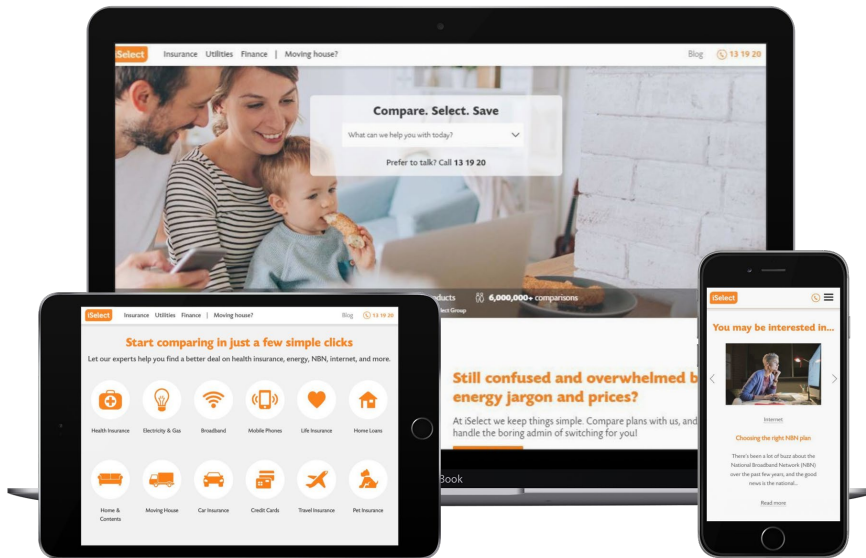 iSelect
Insurance Utilities Finance | Moving house?
Blog 13 19 20
Compare. Select. Save
What can we help you with today?
Prefer to talk? Call 13 19 20
6,000,000+ comparisons
Still confused and overwhelmed b
energy jargon and prices?
At iSelect we keep things simple. Compare plans with us, and
handle the boring admin of switching for you!
Book
iSelect
Insurance Utilities Finance | Moving house?
Blog 13 19 20
Start comparing in just a few simple clicks
Let our experts help you find a better deal on health insurance, energy, NBN, internet, and more.
Health Insurance Electricity & Gas Broadband Mobile Phones Life Insurance Home Loans
Home &
Contents
Moving House Car Insurance Credit Cards Travel Insurance Pet Insurance
iSelect
You may be interested in...
Internet
Choosing the right NBN plan
There's been a lot of buzz about the
National Broadband Network (NBN)
over the past few years, and the good
news is the national...
Read more